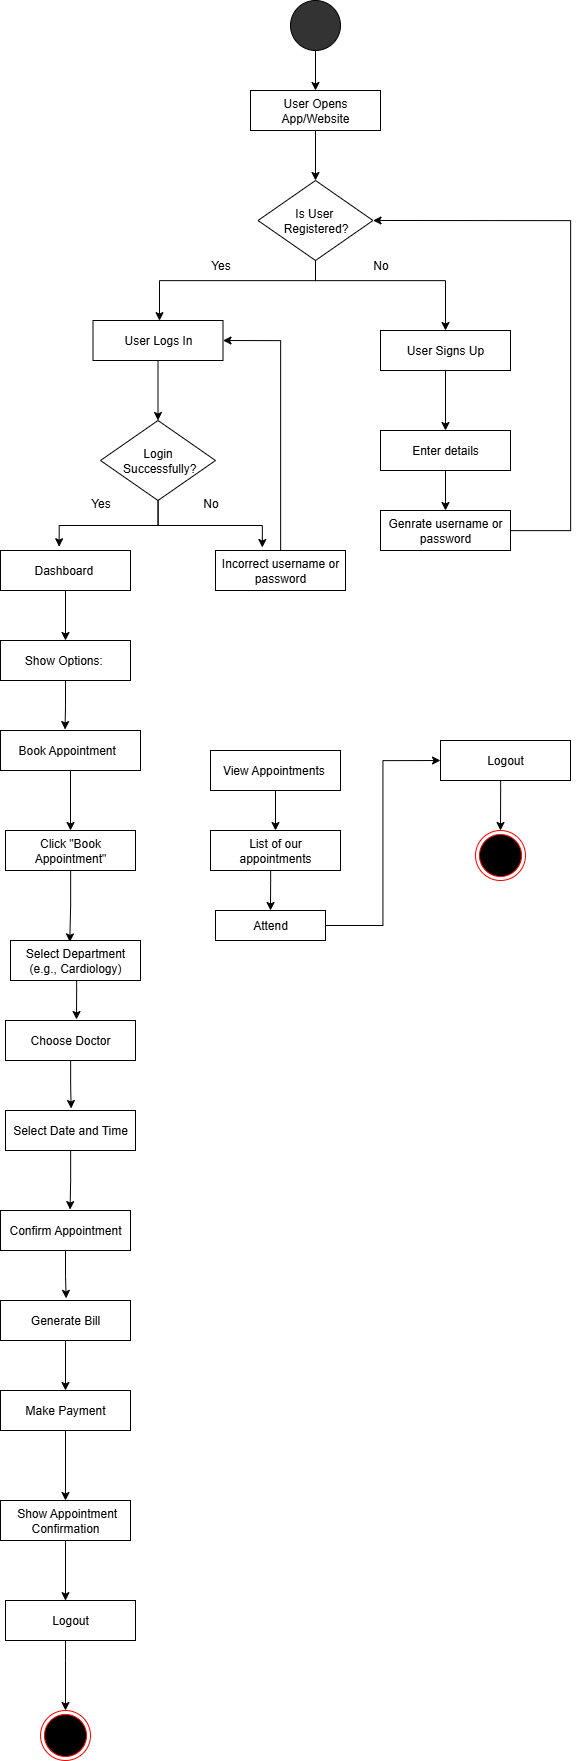 User Opens
App/Website
Is User
Registered?
Yes
No
User Logs In
User Signs Up
Login
Successfully?
Enter details
Yes
No
Genrate username or
password
Dashboard
Incorrect username or
password
Show Options:
Book Appointment
View Appointments
Logout
Click "Book
Appointment"
List of our
appointments
Attend
Select Department
(e.g., Cardiology)
Choose Doctor
Select Date and Time
Confirm Appointment
Generate Bill
Make Payment
Show Appointment
Confirmation
Logout